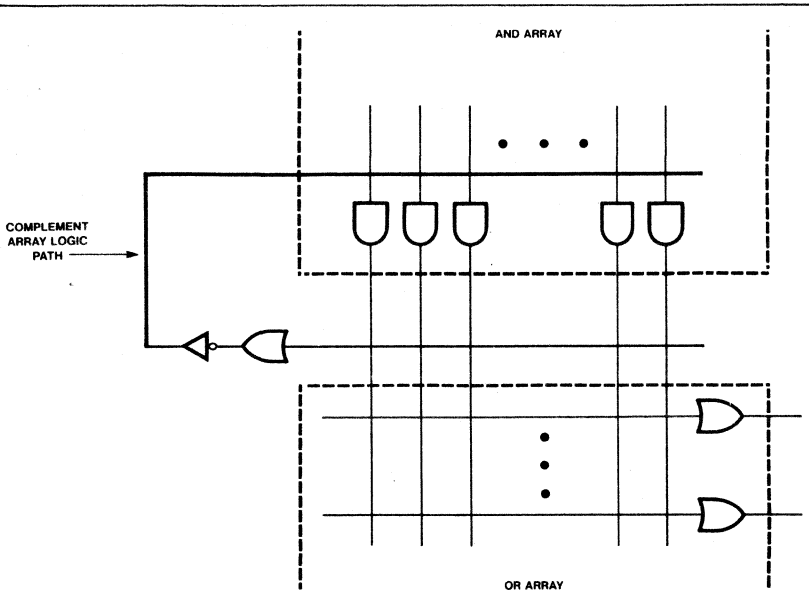 AND ARRAY
COMPLEMENT
ARRAY LOGIC
PATH
OR ARRAY